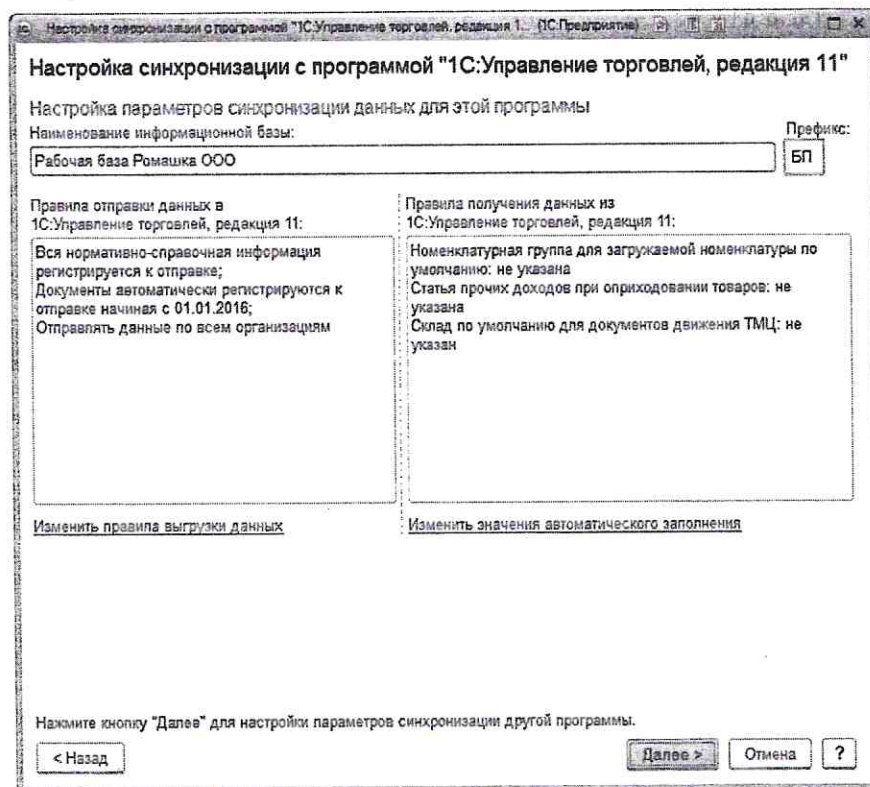 Настройка синхронизации с программой "1С:Управление торговлей, редакция 1... (1С:Предприятие)
Настройка синхронизации с программой "1С:Управление торговлей, редакция 11"
Настройка параметров синхронизации данных для этой программы
Наименование информационной базы:
Префикс:
Рабочая база Ромашка ООО
БП
Правила отправки данных в
1С:Управление торговлей, редакция 11:
Вся нормативно-справочная информация
регистрируется к отправке;
Документы автоматически регистрируются к
отправке начиная с 01.01.2016;
Отправлять данные по всем организациям
Изменить правила выгрузки данных
Правила получения данных из
1С:Управление торговлей, редакция 11:
Номенклатурная группа для загружаемой номенклатуры по
умолчанию: не указана
Статья прочих доходов при оприходовании товаров: не
указана
Склад по умолчанию для документов движения ТМЦ: не
указан
Изменить значения автоматического заполнения
Нажмите кнопку "Далее" для настройки параметров синхронизации другой программы.
< Назад
Далее >
Отмена
?